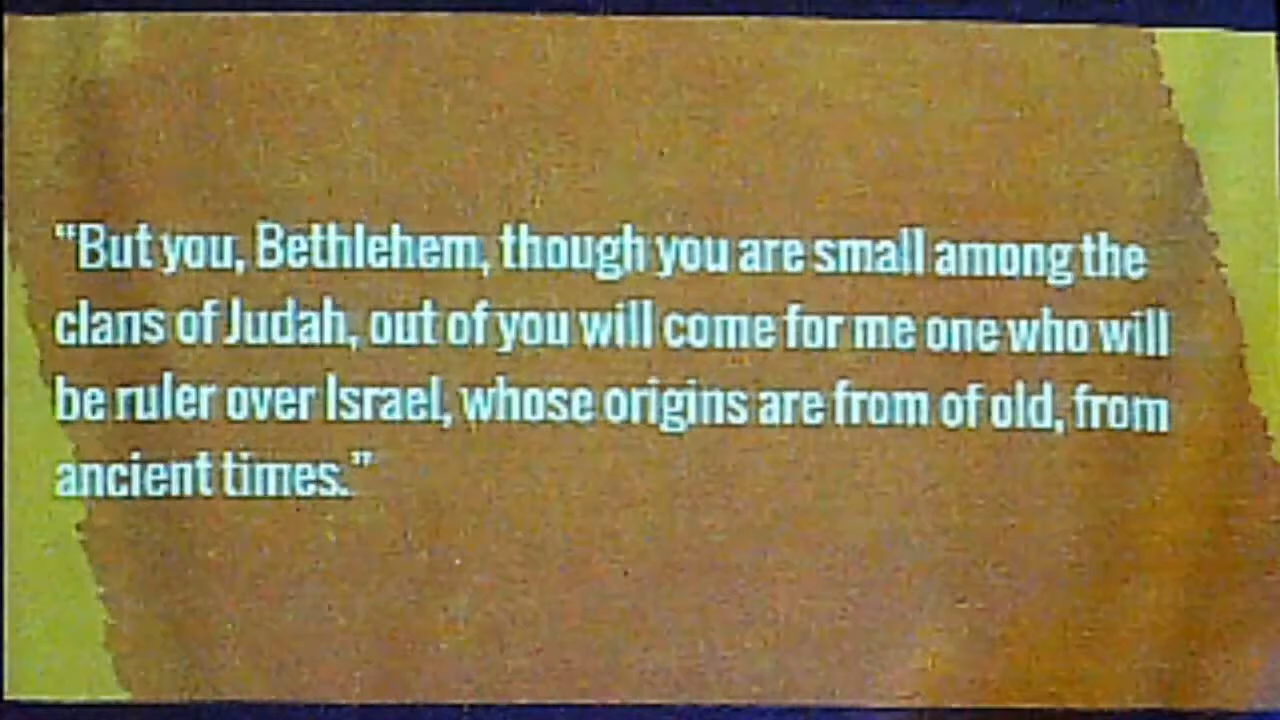 “But you, Bethlehem, though you are small among the
clans of Judah, out of you will come for me one who will
be ruler over Israel, whose origins are from of old, from
ancient times.”